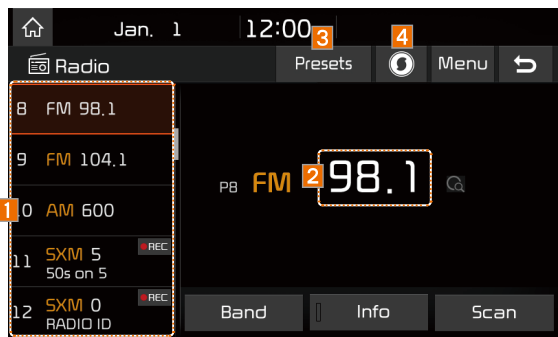 Jan. 1 12:00
3 4
Radio Presets Menu
8 FM 98.1
9 FM 104.1
1
10 AM 600
11 SXM 5 REC
50s on 5
12 SXM 0 REC
RADIO ID
P8 FM 2 98.1
Band Info Scan